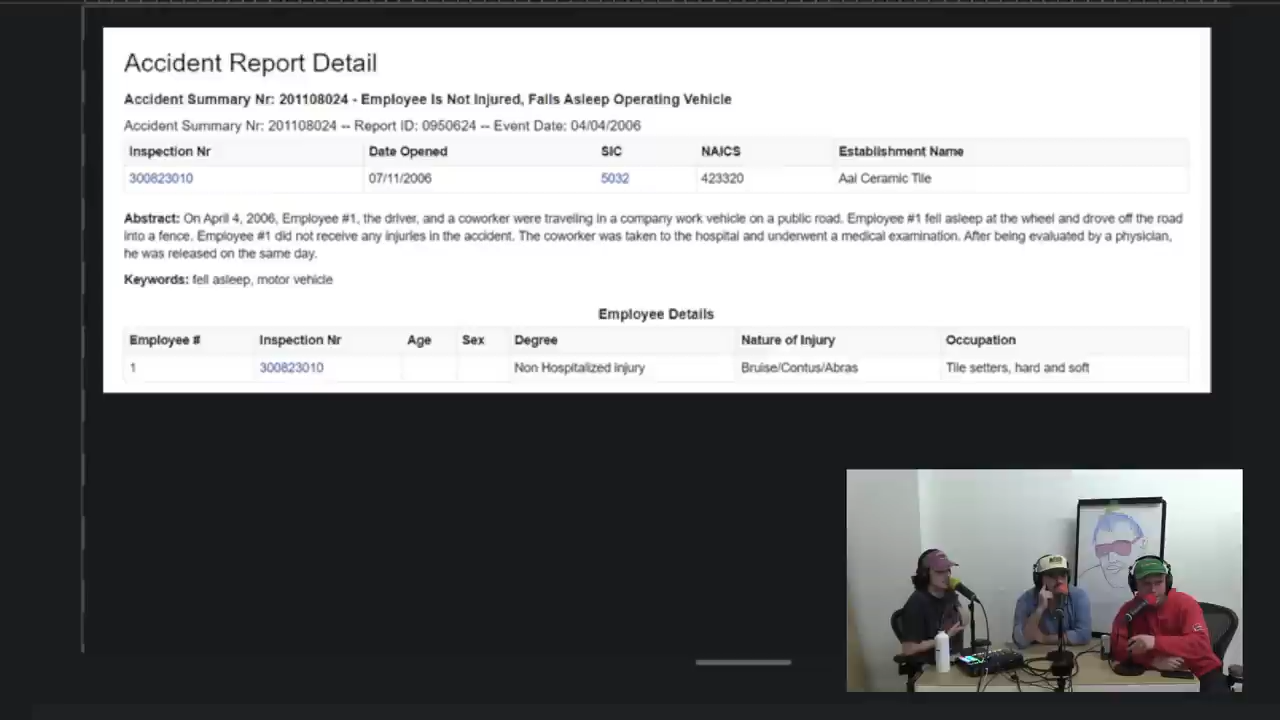 Accident Report Detail
Accident Summary Nr: 201108024 - Employee Is Not Injured, Falls Asleep Operating Vehicle
Accident Summary Nr: 201108024 -- Report ID: 0950624 -- Event Date: 04/04/2006
Inspection Nr Date Opened SIC NAICS Establishment Name
300823010 07/11/2006 5032 423320 Aal Ceramic Tile
Abstract: On April 4, 2006, Employee #1, the driver, and a coworker were traveling in a company work vehicle on a public road. Employee #1 fell asleep at the wheel and drove off the road
into a fence. Employee #1 did not receive any injuries in the accident. The coworker was taken to the hospital and underwent a medical examination. After being evaluated by a physician,
he was released on the same day.
Keywords: fell asleep, motor vehicle
Employee Details
Employee # Inspection Nr Age Sex Degree Nature of Injury Occupation
1 300823010 Non Hospitalized injury Bruise/Contus/Abras Tile setters, hard and soft